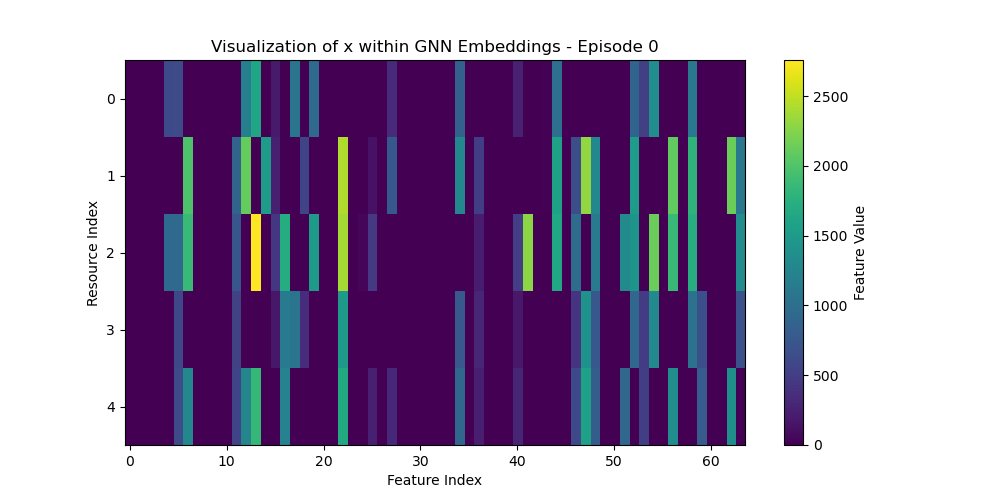 Visualization of x within GNN Embeddings - Episode 0
Resource Index
0
1
2
3
4
0 10 20 30 40 50 60
Feature Index
2500
2000
1500
1000
500
0
Feature Value